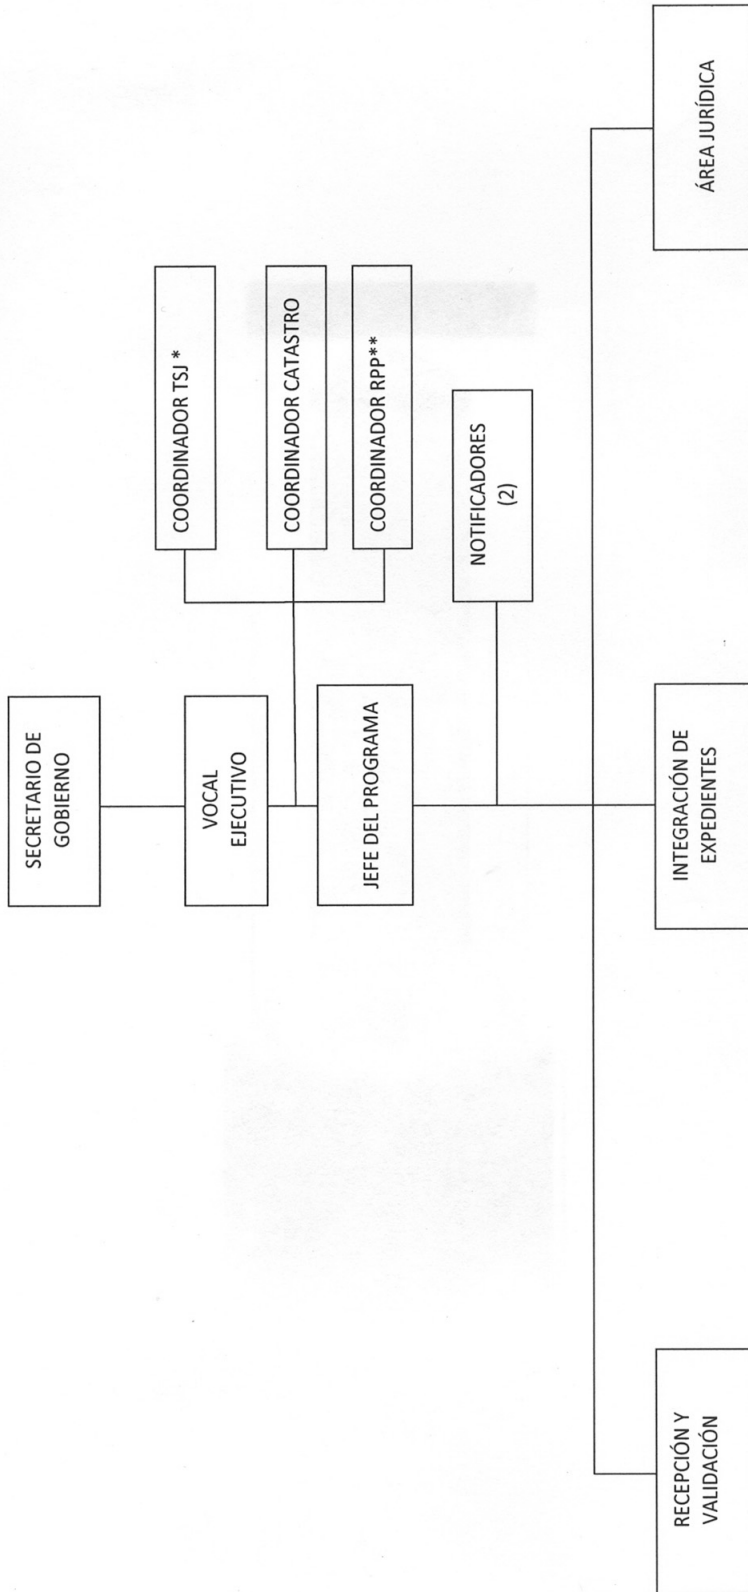 SECRETARIO DE
GOBIERNO
VOCAL
EJECUTIVO
COORDINADOR TSJ *
COORDINADOR CATASTRO
COORDINADOR RPP**
JEFE DEL PROGRAMA
NOTIFICADORES
(2)
RECEPCIÓN Y
VALIDACIÓN
INTEGRACIÓN DE
EXPEDIENTES
ÁREA JURÍDICA